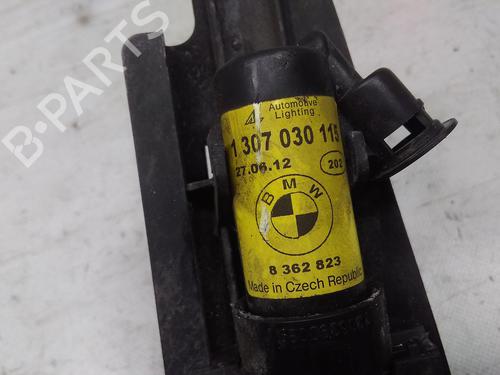 B-PARTS
Automotive
Lighting
1 307 030 115
27.06.12 202
BMW
8 362 823
Made in Czech Republic